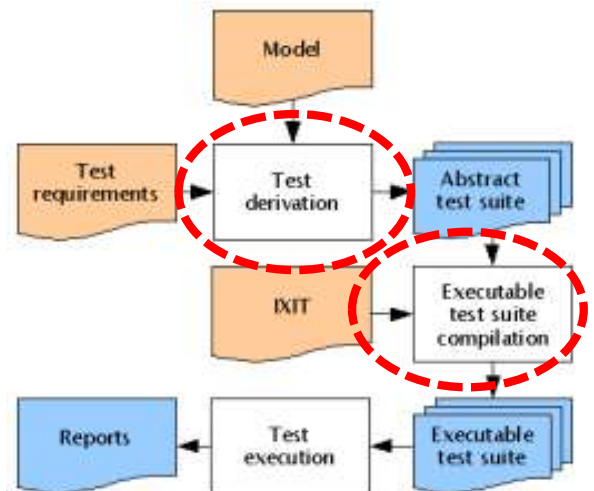 Model
Test
requirements
Test
derivation
Abstract
test suite
IXIT
Executable
test suite
compilation
Reports
Test
execution
Executable
test suite